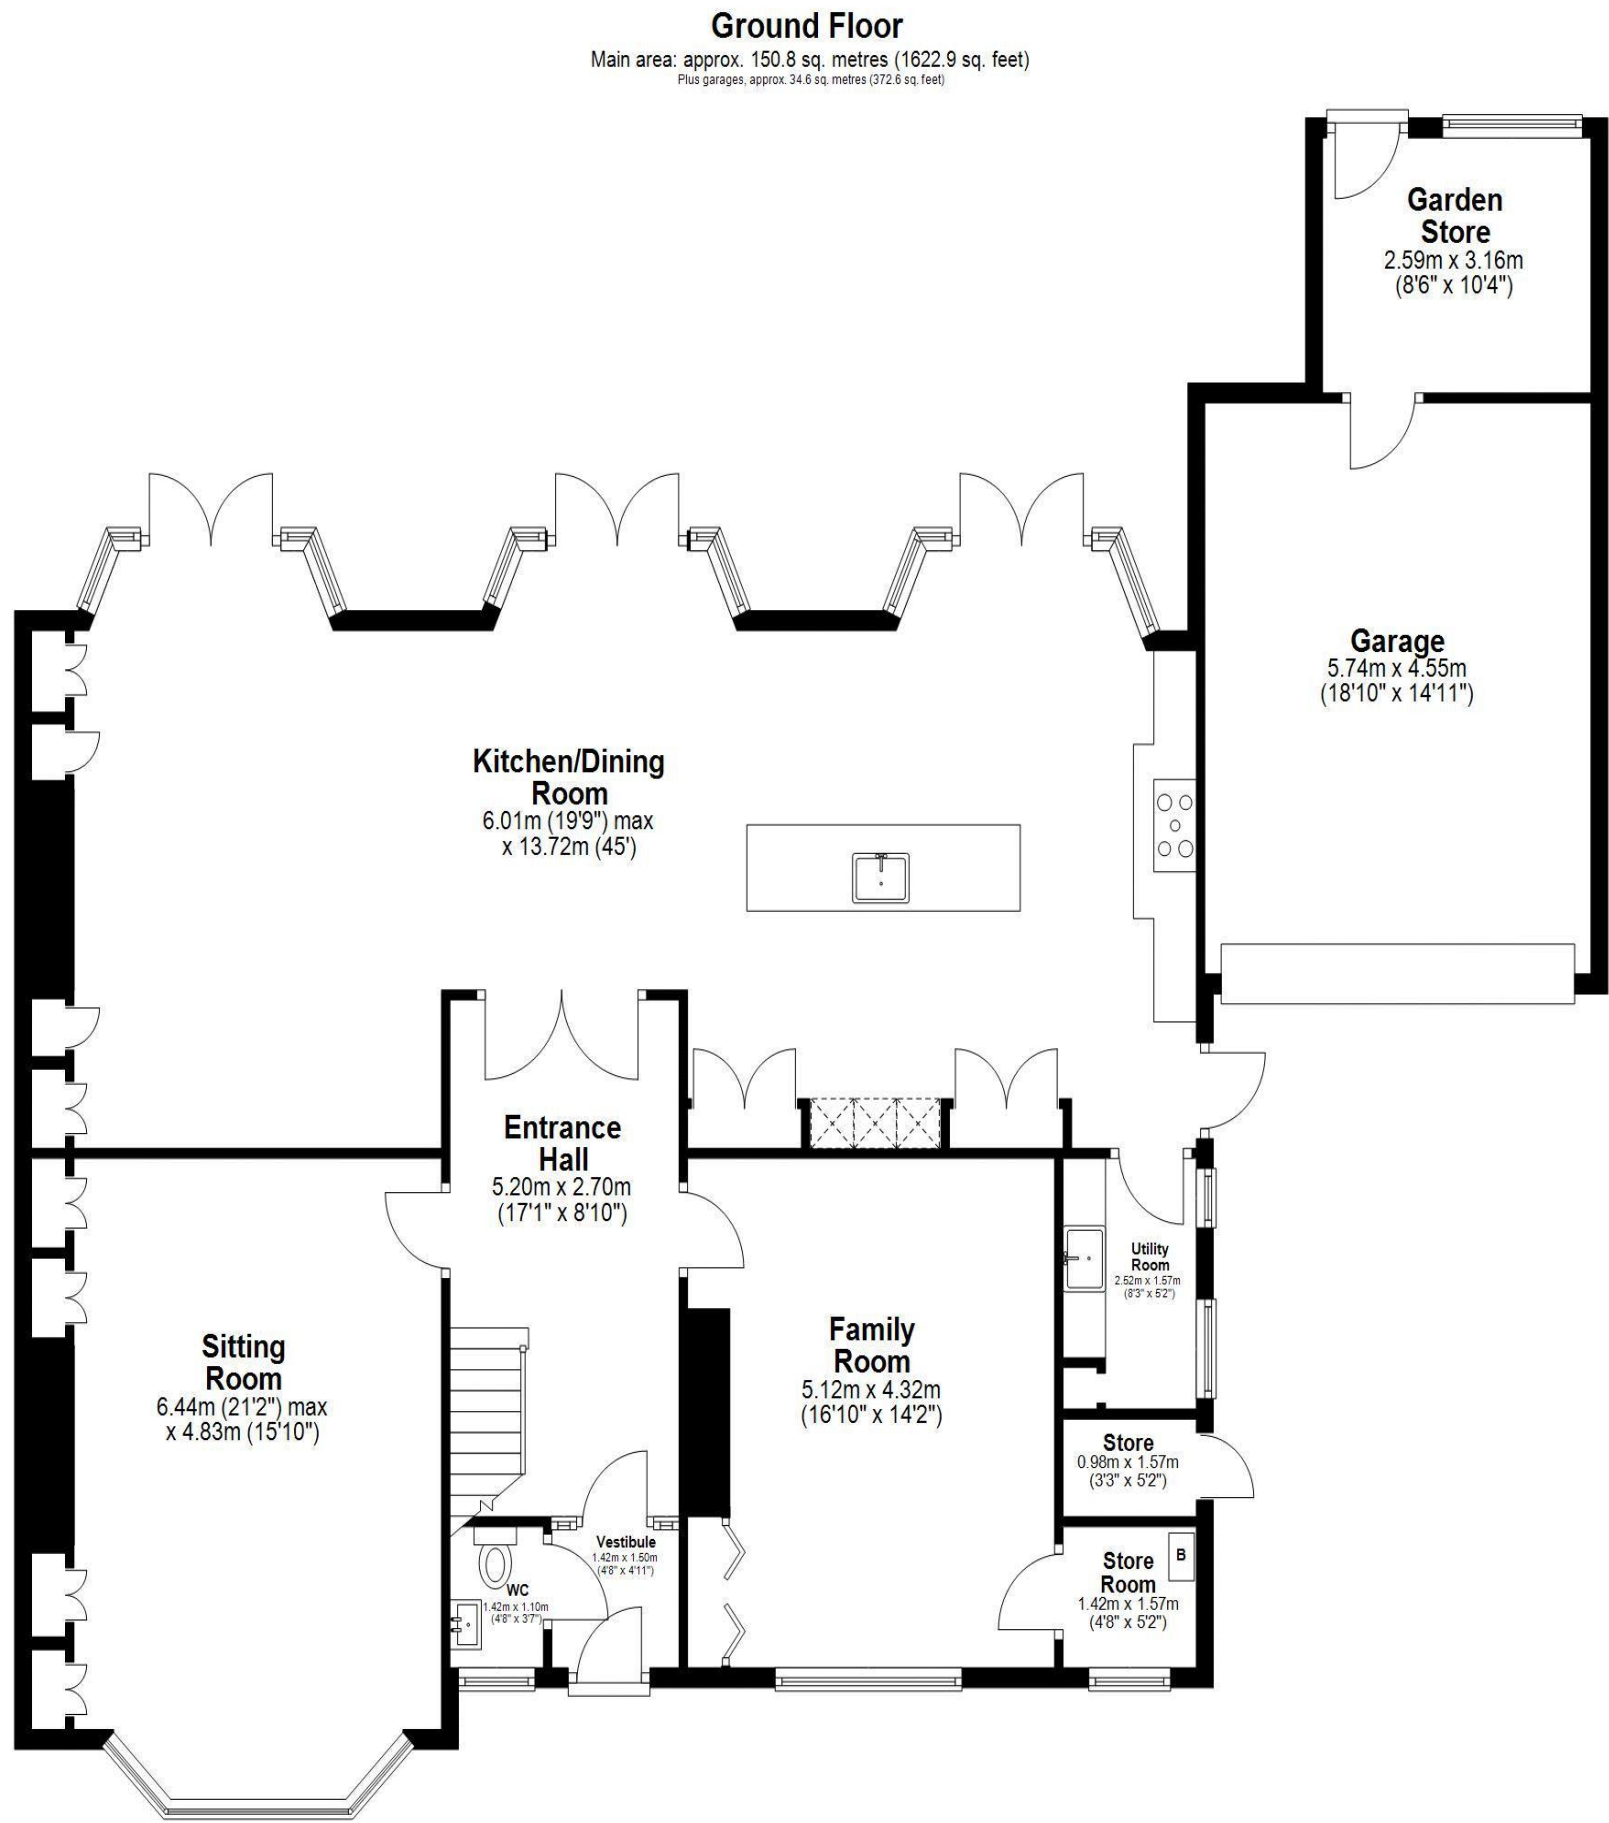 Ground Floor
Main area: approx. 150.8 sq. metres (1622.9 sq. feet)
Plus garages, approx. 34.6 sq. metres (372.6 sq. feet)
Garden
Store
2.59m x 3.16m
(8'6" x 10'4")
Garage
5.74m x 4.55m
(18'10" x 14'11")
Kitchen/Dining
Room
6.01m (19'9") max
x 13.72m (45')
Entrance
Hall
5.20m x 2.70m
(17'1" x 8'10")
Utility
Room
2.52m x 1.57m
(8'3" x 5'2")
Sitting
Room
6.44m (21'2") max
x 4.83m (15'10")
Family
Room
5.12m x 4.32m
(16'10" x 14'2")
Store
0.98m x 1.57m
(3'3" x 5'2")
Vestibule
1.42m x 1.50m
(4'8" x 4'11")
WC
1.42m x 1.10m
(4'8" x 3'7")
Store
Room
1.42m x 1.57m
(4'8" x 5'2")
B